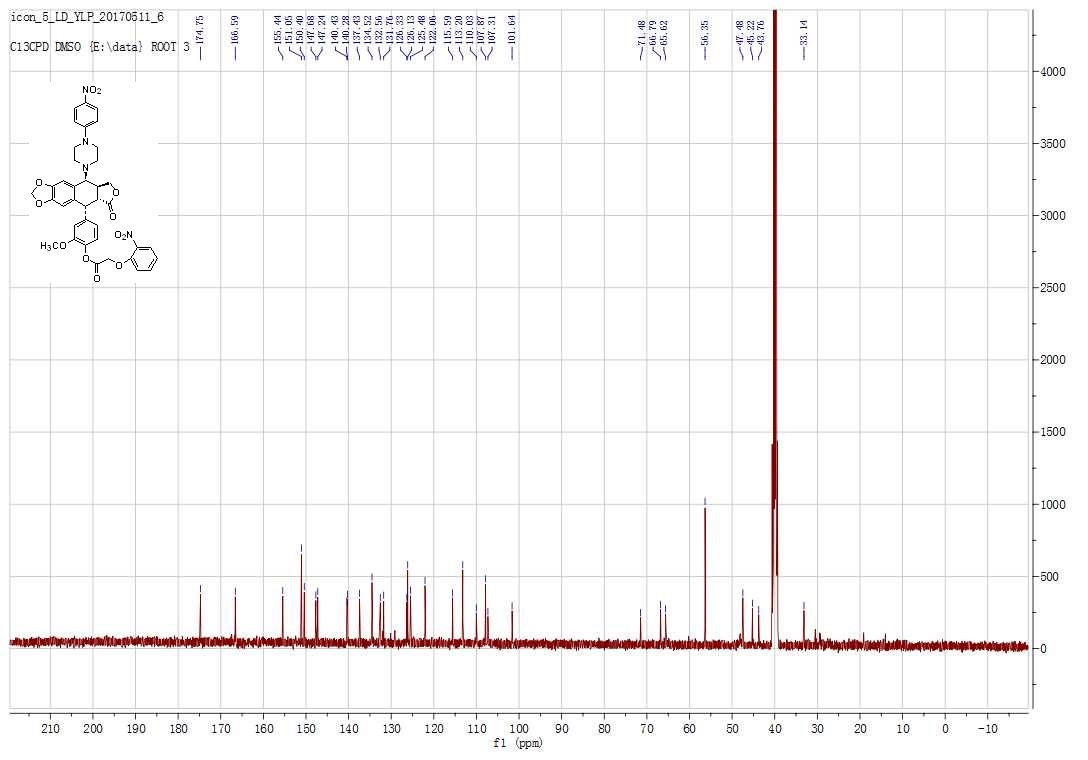 icon_5_LD_YLP_20170511_6
C13CPD DMSO {E:\data} ROOT 3
174.75
166.59
155.44
151.05
150.40
147.68
147.24
140.43
140.28
137.43
134.52
132.56
131.76
126.33
126.13
125.48
122.06
115.59
113.20
110.03
107.87
107.31
101.64
71.48
66.79
65.62
56.35
47.48
45.22
43.76
33.14
NO2
N
N
O
O
O
O
H3CO
O2N
O
O
O
4000
3500
3000
2500
2000
1500
1000
500
0
210 200 190 180 170 160 150 140 130 120 110 100 90 80 70 60 50 40 30 20 10 0 -10
f1 (ppm)